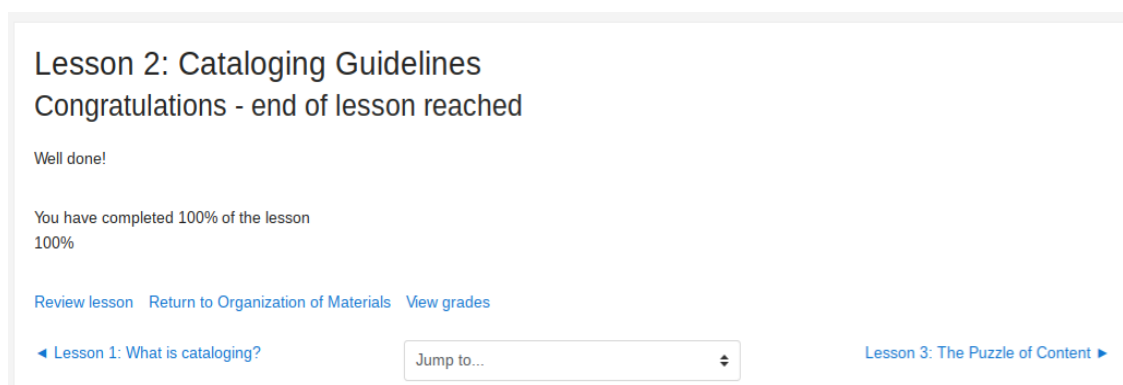 Lesson 2: Cataloging Guidelines
Congratulations - end of lesson reached
Well done!
You have completed 100% of the lesson
100%
Review lesson Return to Organization of Materials View grades
◄ Lesson 1: What is cataloging? Jump to... Lesson 3: The Puzzle of Content ►